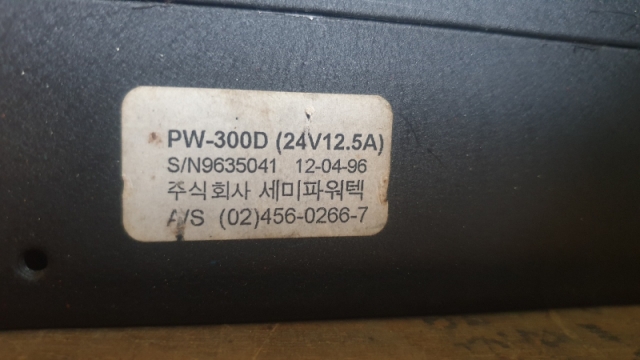 PW-300D (24V12.5A)
S/N9635041 12-04-96
주식회사 세미파워텍
A/S (02)456-0266-7